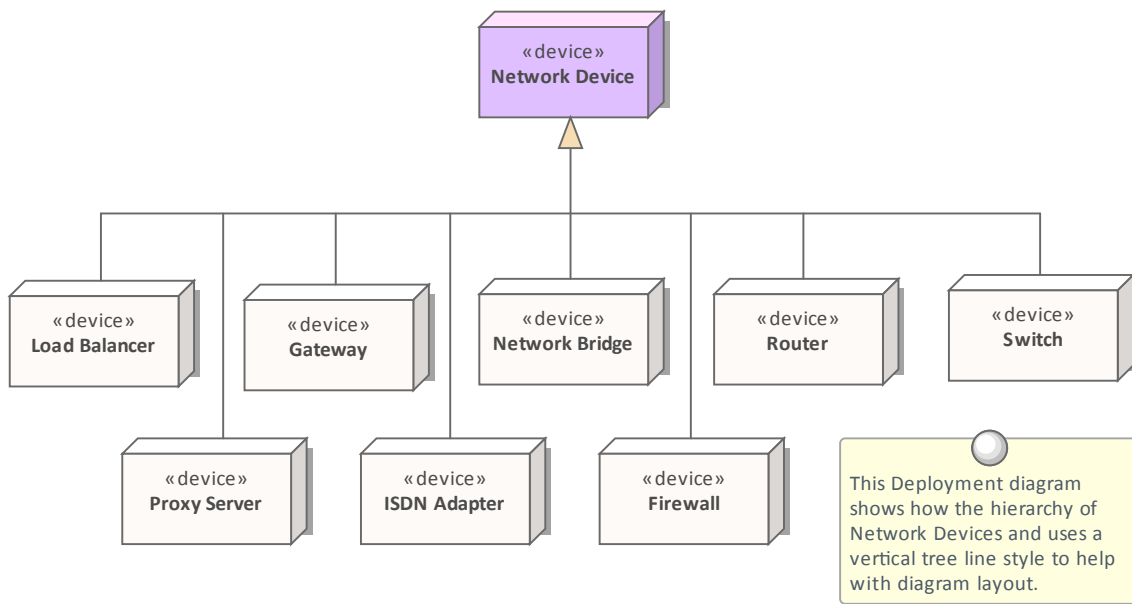 «device»
Network Device
«device»
Load Balancer
«device»
Gateway
«device»
Network Bridge
«device»
Router
«device»
Switch
«device»
Proxy Server
«device»
ISDN Adapter
«device»
Firewall
This Deployment diagram
shows how the hierarchy of
Network Devices and uses a
vertical tree line style to help
with diagram layout.